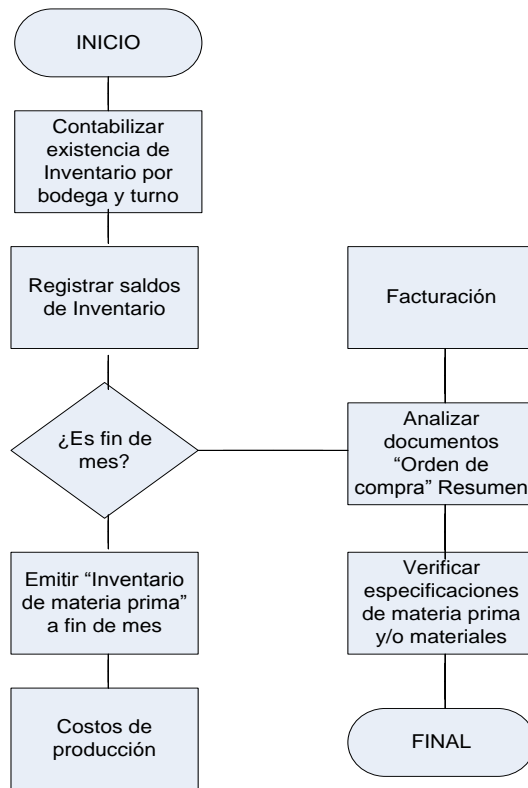 INICIO
Contabilizar
existencia de
Inventario por
bodega y turno
Registrar saldos
de Inventario
Facturación
¿Es fin de
mes?
Analizar
documentos
“Orden de
compra” Resumen
Emitir “Inventario
de materia prima”
a fin de mes
Verificar
especificaciones
de materia prima
y/o materiales
Costos de
producción
FINAL